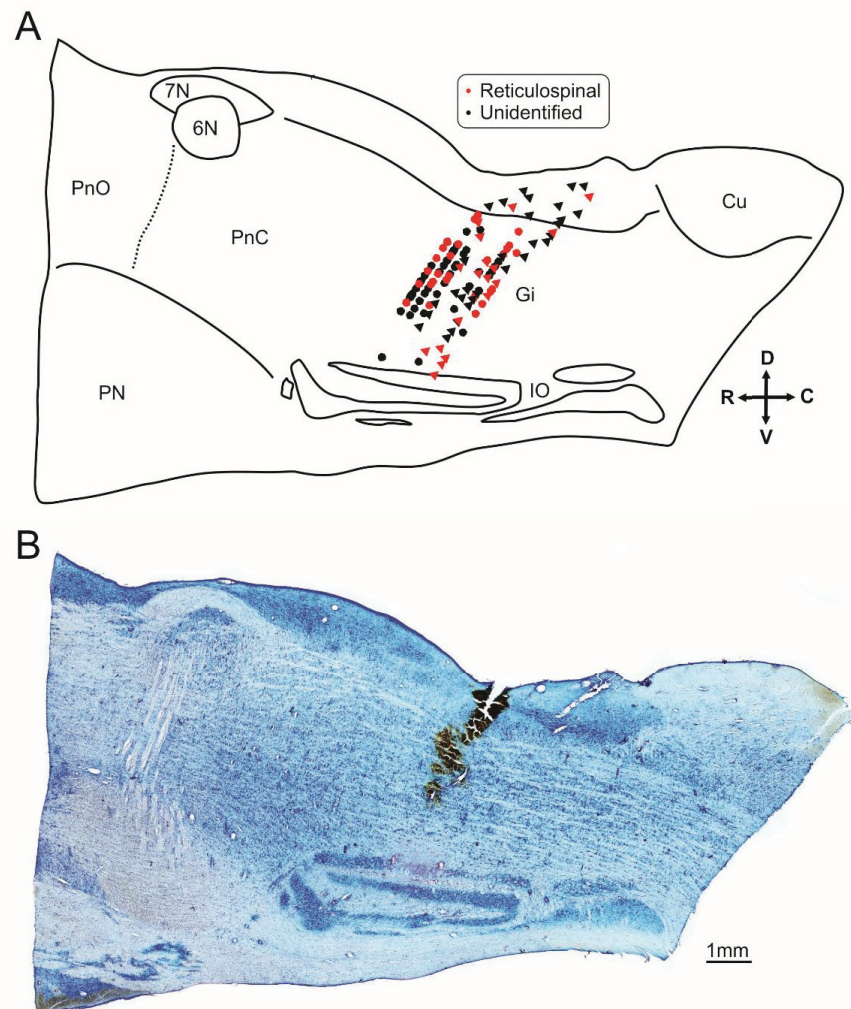 A
Reticulospinal
Unidentified
7N
6N
PnO
PnC
Cu
Gi
PN
IO
D
R
C
V
B
1mm